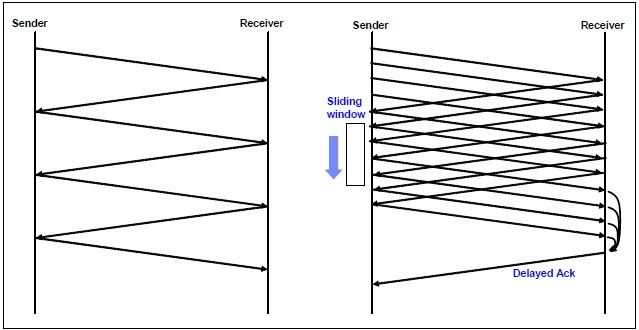 Sender
Receiver
Sender
Receiver
Sliding
window
Delayed Ack